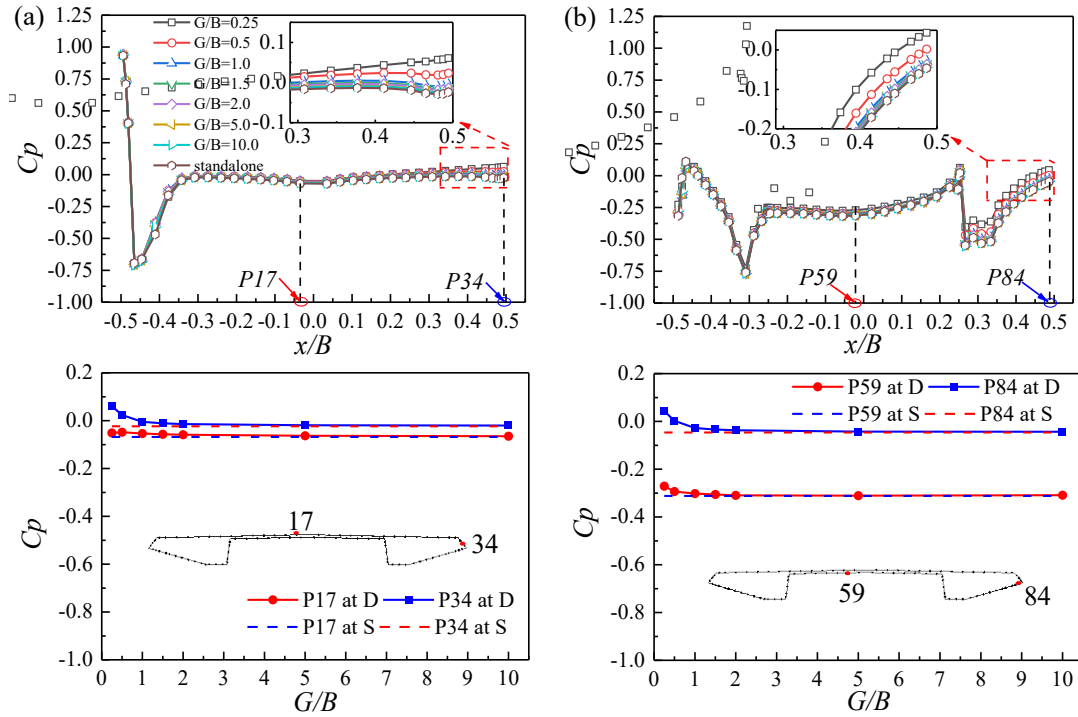 (a)
1.25
1.00
0.75
0.50
0.25
0.00
-0.25
-0.50
-0.75
-1.00
Cp
G/B=0.25
G/B=0.5
G/B=1.0
G/B=1.5
G/B=2.0
G/B=5.0
G/B=10.0
standalone
0.1
0.0
-0.1
0.3 0.4 0.5
P17 P34
-0.5 -0.4 -0.3 -0.2 -0.1 0.0 0.1 0.2 0.3 0.4 0.5
x/B
(b)
1.25
1.00
0.75
0.50
0.25
0.00
-0.25
-0.50
-0.75
-1.00
Cp
0.0
-0.1
-0.2
0.3 0.4 0.5
P59 P84
-0.5 -0.4 -0.3 -0.2 -0.1 0.0 0.1 0.2 0.3 0.4 0.5
x/B
0.2
0.0
-0.2
-0.4
-0.6
-0.8
-1.0
Cp
17
34
P17 at D P34 at D
P17 at S P34 at S
0 1 2 3 4 5 6 7 8 9 10
G/B
0.2
0.0
-0.2
-0.4
-0.6
-0.8
-1.0
Cp
P59 at D P84 at D
P59 at S P84 at S
59
84
0 1 2 3 4 5 6 7 8 9 10
G/B